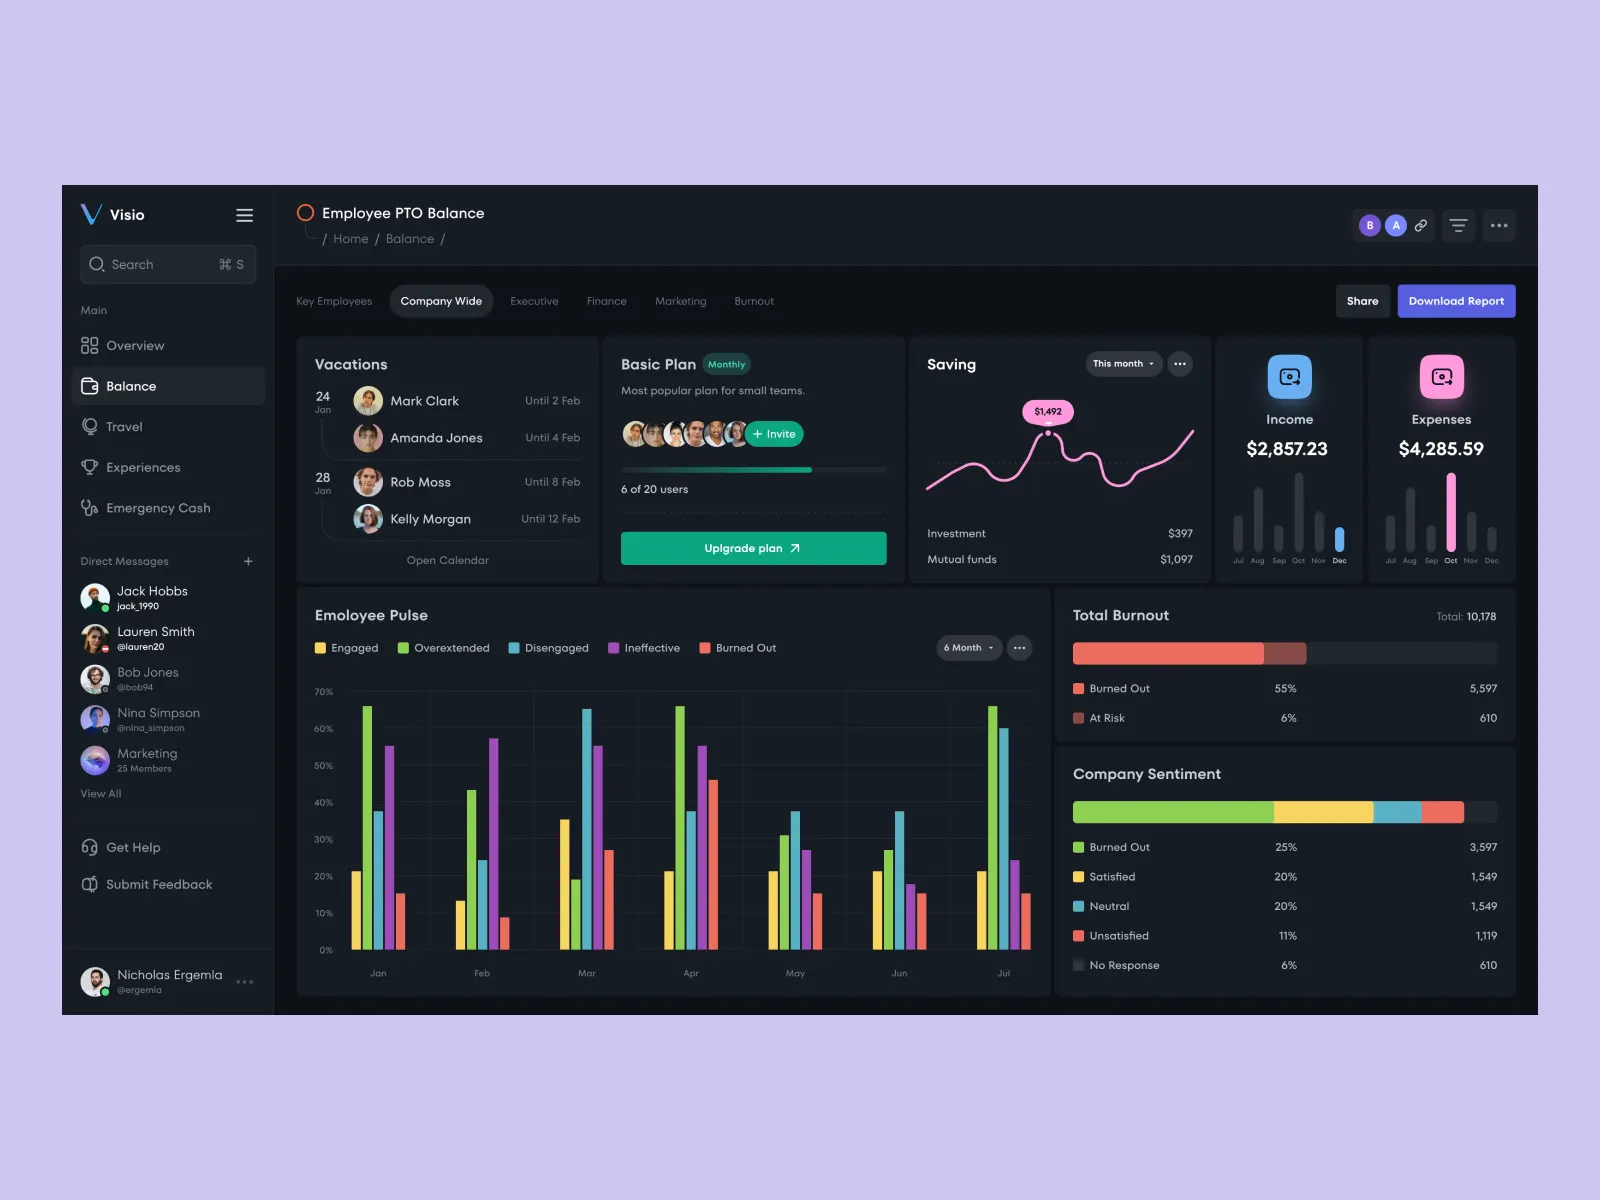 Visio
Search ⌘ S
Main
Overview
Balance
Travel
Experiences
Emergency Cash
Direct Messages +
Jack Hobbs
jack_1990
Lauren Smith
@lauren20
Bob Jones
@bob94
Nina Simpson
@nina_simpson
Marketing
25 Members
View All
Get Help
Submit Feedback
Nicholas Ergemla
@ergemla
Employee PTO Balance
/ Home / Balance /
B A
Key Employees Company Wide Executive Finance Marketing Burnout
Share Download Report
Vacations
24 Jan
Mark Clark Until 2 Feb
Amanda Jones Until 4 Feb
28 Jan
Rob Moss Until 8 Feb
Kelly Morgan Until 12 Feb
Open Calendar
Basic Plan Monthly
Most popular plan for small teams.
+ Invite
6 of 20 users
Uplgrade plan
Saving This month
$1,492
Investment $397
Mutual funds $1,097
Income
$2,857.23
Jul Aug Sep Oct Nov Dec
Expenses
$4,285.59
Jul Aug Sep Oct Nov Dec
Emoloyee Pulse
Engaged Overextended Disengaged Ineffective Burned Out 6 Month
70%
60%
50%
40%
30%
20%
10%
0%
Jan Feb Mar Apr May Jun Jul
Total Burnout Total: 10,178
Burned Out 55% 5,597
At Risk 6% 610
Company Sentiment
Burned Out 25% 3,597
Satisfied 20% 1,549
Neutral 20% 1,549
Unsatisfied 11% 1,119
No Response 6% 610